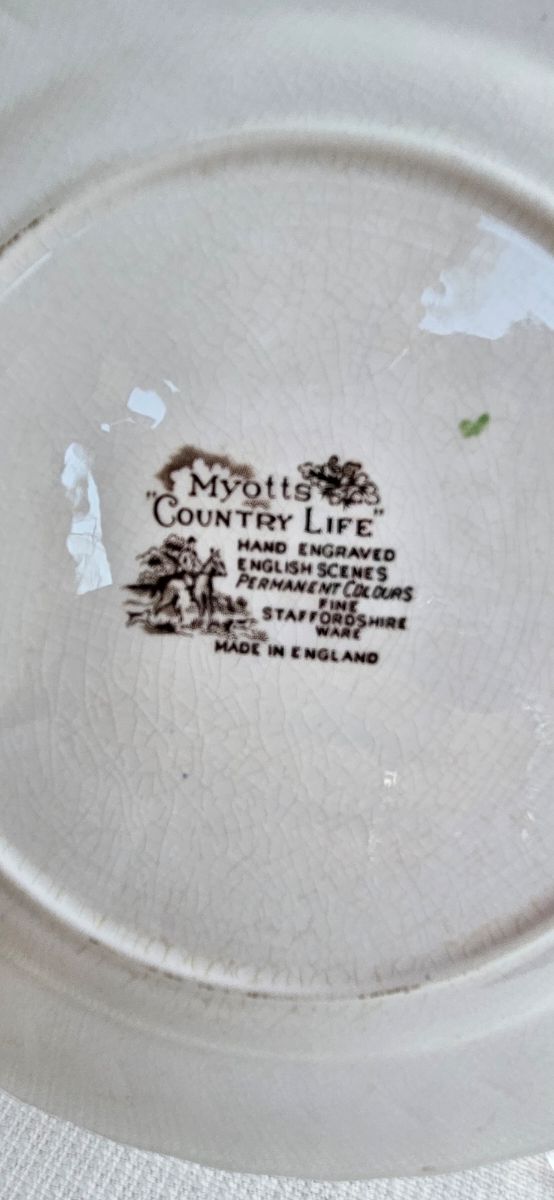 Myotts
"COUNTRY LIFE"
HAND ENGRAVED
ENGLISH SCENES
PERMANENT COLOURS
FINE
STAFFORDSHIRE
WARE
MADE IN ENGLAND